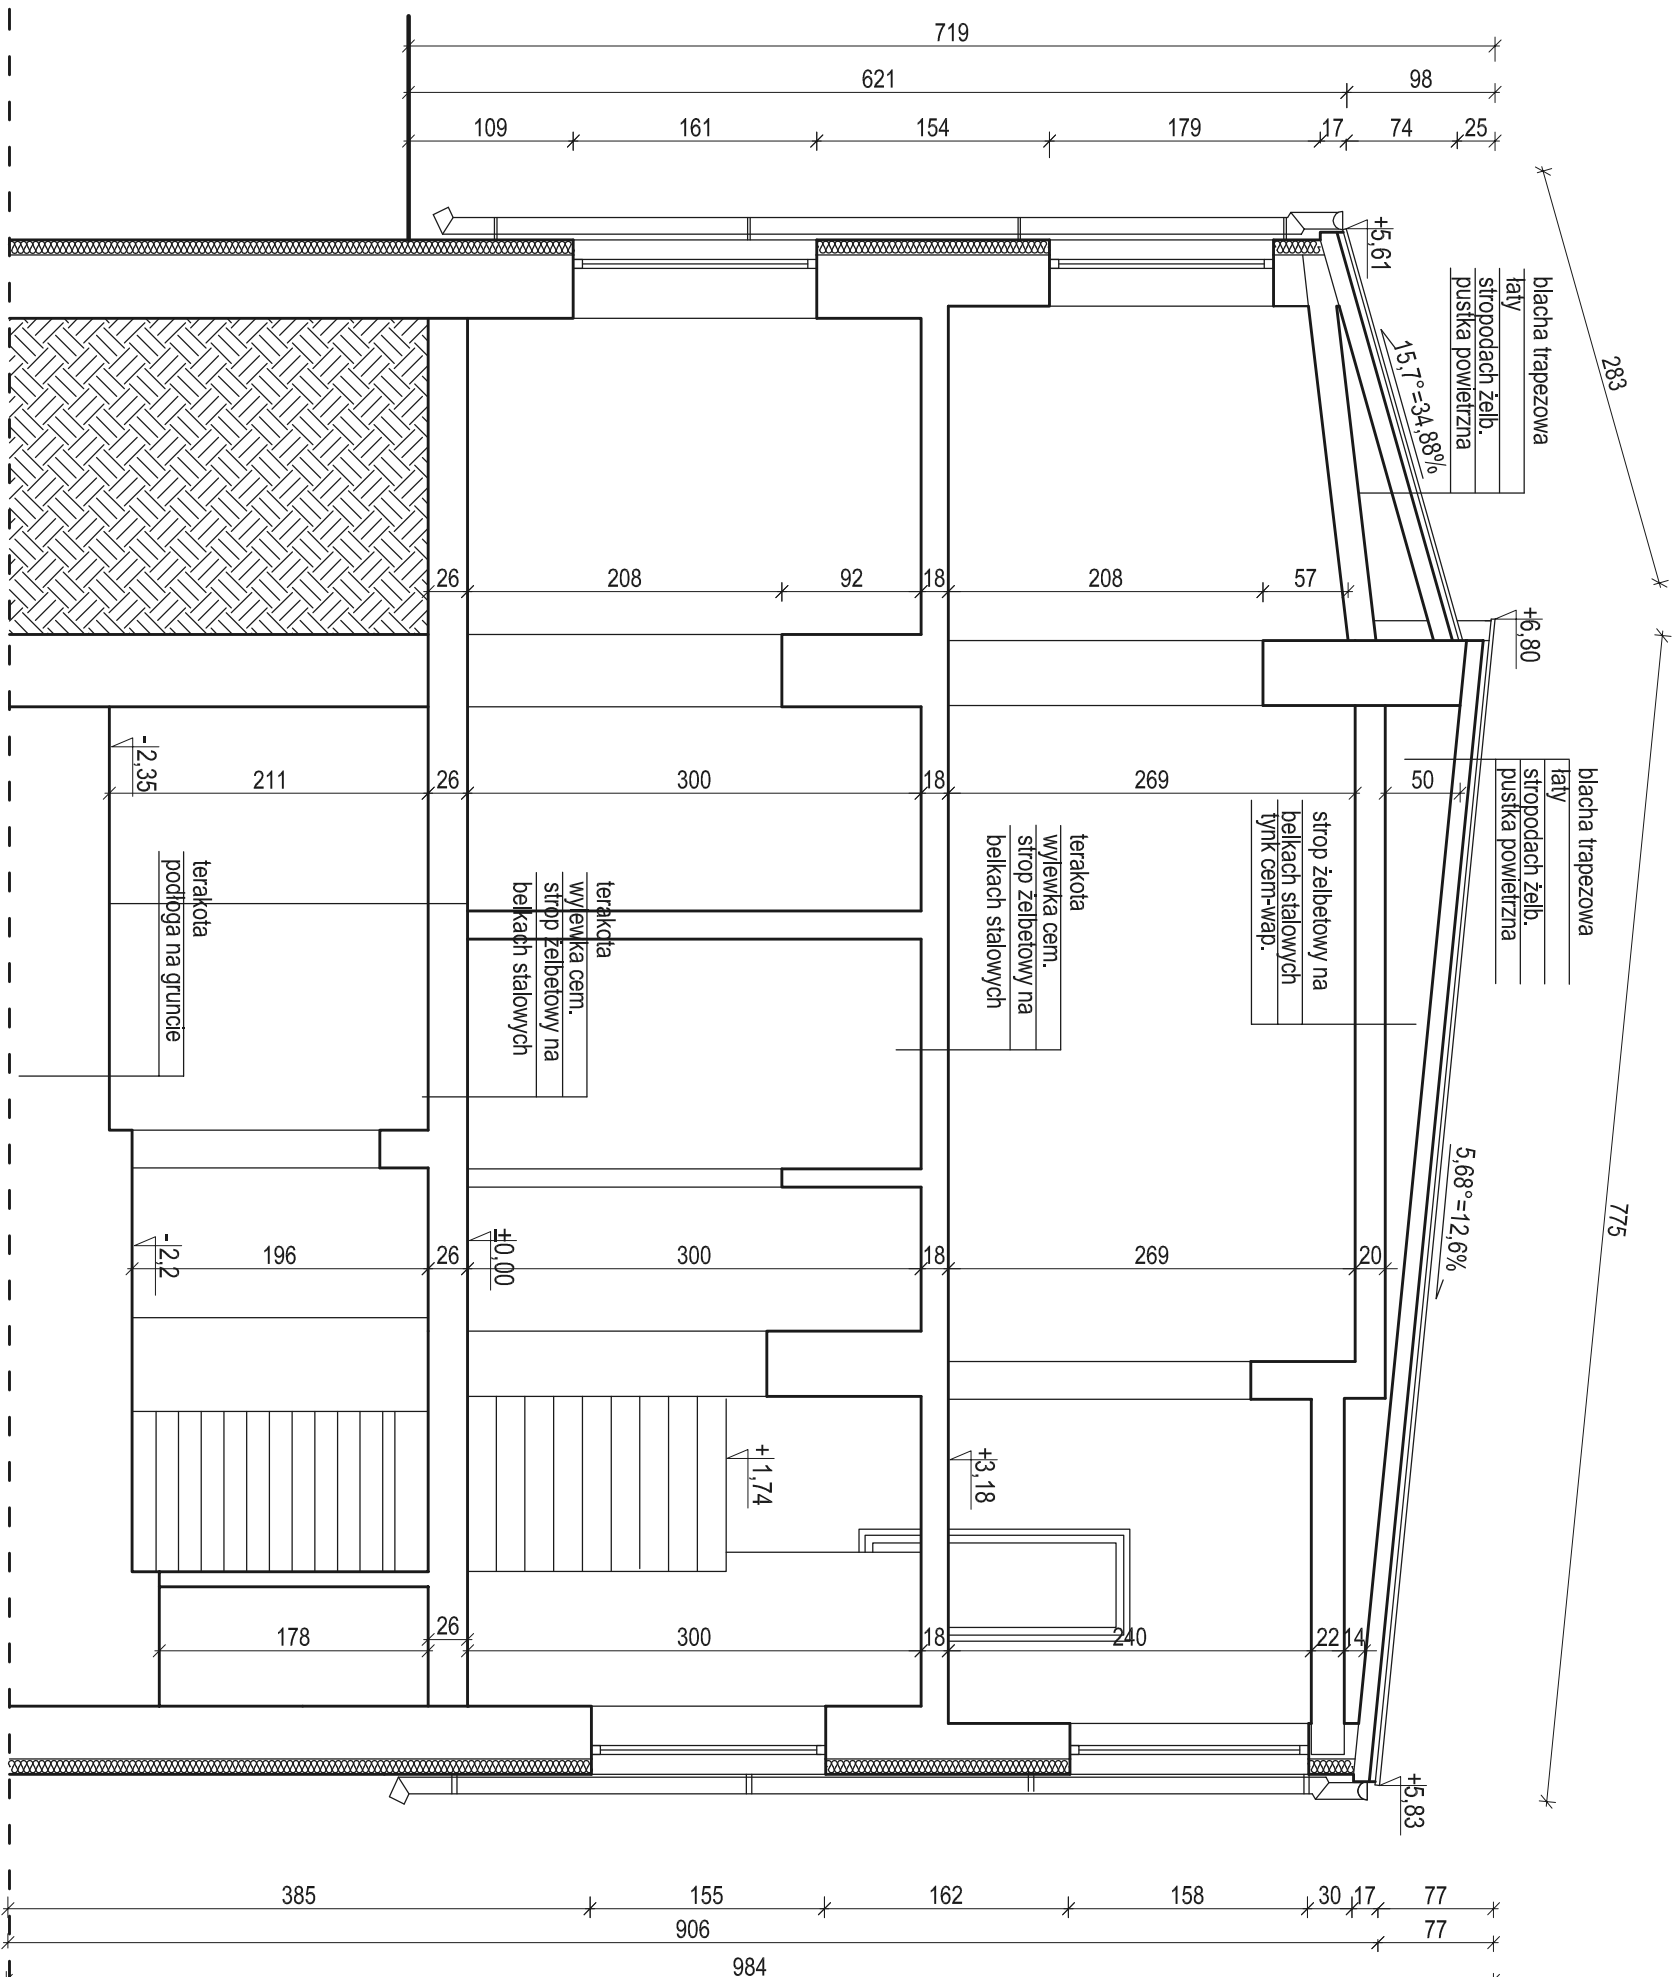 719
621 98
109 161 154 179 17 74 25
283
+5,61
blacha trapezowa
łaty
stropodach żelb.
pustka powietrzna
15,7°=34,88%
+6,80
26 208 92 18 208 57
-2,35
211 26 300 18 269 50
blacha trapezowa
łaty
stropodach żelb.
pustka powietrzna
strop żelbetowy na
belkach stalowych
tynk cem-wap.
terakota
wylewka cem.
strop żelbetowy na
belkach stalowych
terakota
wylewka cem.
strop żelbetowy na
belkach stalowych
terakota
podłoga na gruncie
5,68°=12,6%
775
-2,2
±0,00
196 26 300 18 269 20
+1,74
+3,18
178 26 300 18 240 22 14
+5,83
385 155 162 158 30 17 77
906 77
984